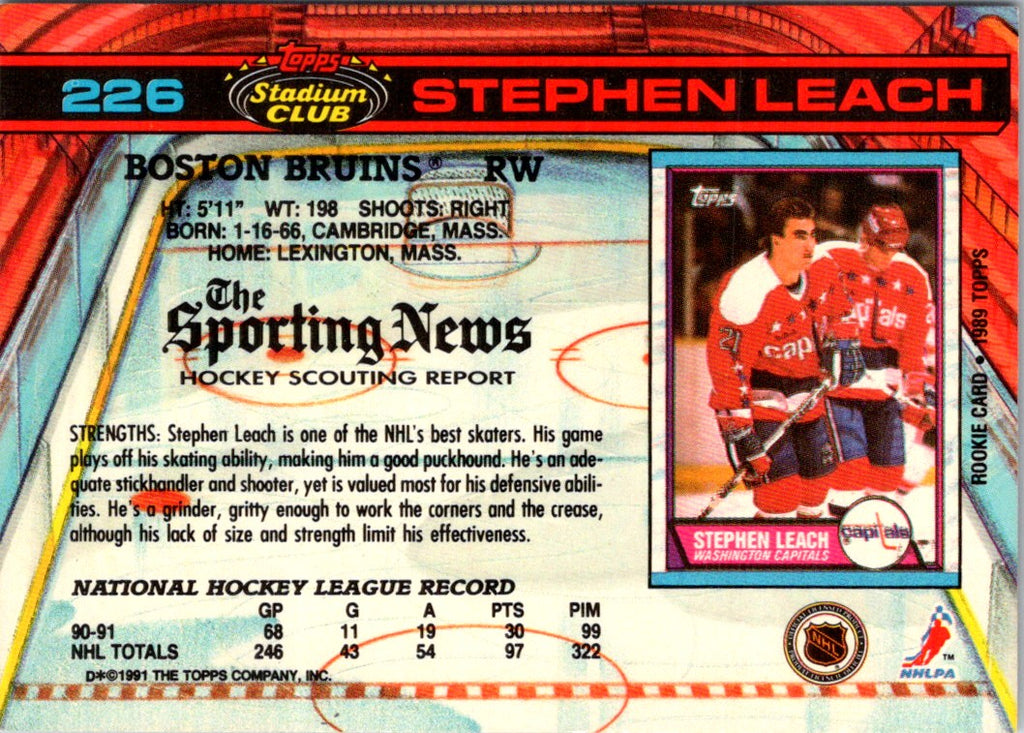 226
Topps
Stadium
CLUB
STEPHEN LEACH
BOSTON BRUINS® RW
HT: 5'11" WT: 198 SHOOTS: RIGHT
BORN: 1-16-66, CAMBRIDGE, MASS.
HOME: LEXINGTON, MASS.
The
Sporting News
HOCKEY SCOUTING REPORT
STRENGTHS: Stephen Leach is one of the NHL's best skaters. His game
plays off his skating ability, making him a good puckhound. He's an ade-
quate stickhandler and shooter, yet is valued most for his defensive abili-
ties. He's a grinder, gritty enough to work the corners and the crease,
although his lack of size and strength limit his effectiveness.
NATIONAL HOCKEY LEAGUE RECORD
GP G A PTS PIM
90-91 68 11 19 30 99
NHL TOTALS 246 43 54 97 322
D*©1991 THE TOPPS COMPANY, INC.
Topps
21
cap
capitals
STEPHEN LEACH
WASHINGTON CAPITALS
capitals
ROOKIE CARD • 1989 TOPPS
NHL
TM
NHLPA